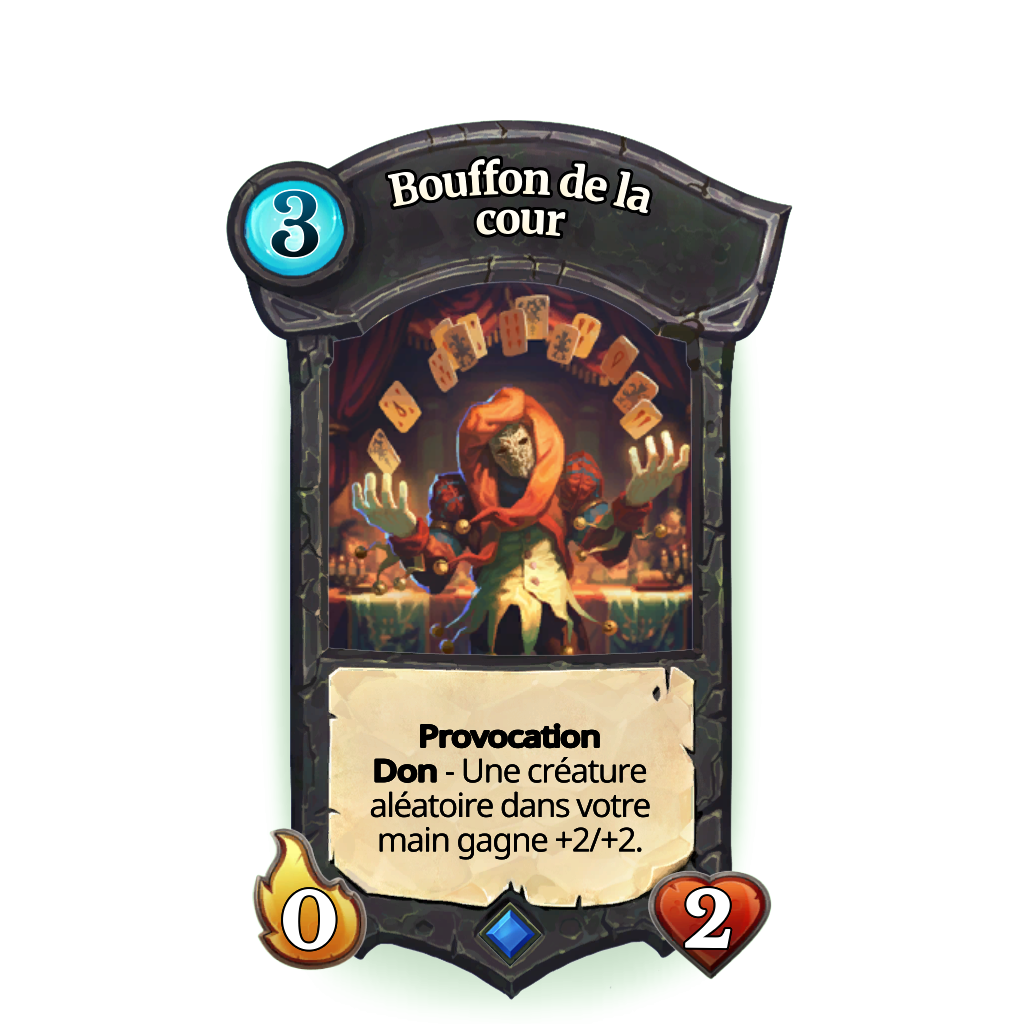 3
Bouffon de la
cour
Provocation
Don - Une créature
aléatoire dans votre
main gagne +2/+2.
0
2